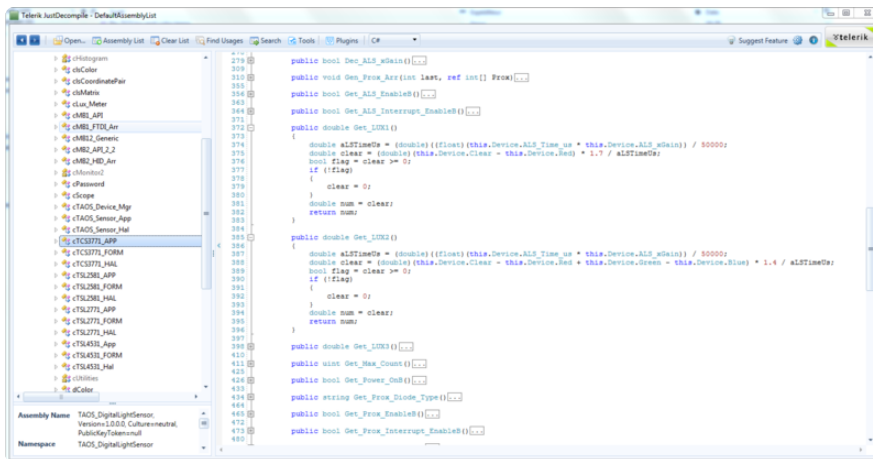 Telerik JustDecompile - DefaultAssemblyList
Open... Assembly List Clear List Find Usages Search Tools Plugins C# Suggest Feature telerik
cHistogram
clsColor
clsCoordinatePair
clsMatrix
cLux_Meter
cMB1_API
cMB1_FTDI_Arr
cMB12_Generic
cMB2_API_2_2
cMB2_HID_Arr
cMonitor2
cPassword
cScope
cTAOS_Device_Mgr
cTAOS_Sensor_App
cTAOS_Sensor_Hal
cTCS3771_APP
cTCS3771_FORM
cTCS3771_HAL
cTSL2581_APP
cTSL2581_FORM
cTSL2581_HAL
cTSL2771_APP
cTSL2771_FORM
cTSL2771_HAL
cTSL4531_App
cTSL4531_FORM
cTSL4531_Hal
cUtilities
dColor
Assembly Name TAOS_DigitalLightSensor,
Version=1.0.0.0, Culture=neutral,
PublicKeyToken=null
Namespace TAOS_DigitalLightSensor
279 public bool Dec_ALS_xGain()...
309
310 public void Gen_Prox_Arr(int last, ref int[] Prox)...
355
356 public bool Get_ALS_EnableB()...
363
364 public bool Get_ALS_Interrupt_EnableB()...
371
372 public double Get_LUX1()
373 {
374 double aLSTimeUs = (double)((float)(this.Device.ALS_Time_us * this.Device.ALS_xGain)) / 50000;
375 double clear = (double)(this.Device.Clear - this.Device.Red) * 1.7 / aLSTimeUs;
376 bool flag = clear >= 0;
377 if (!flag)
378 {
379 clear = 0;
380 }
381 double num = clear;
382 return num;
383 }
384
385 public double Get_LUX2()
386 {
387 double aLSTimeUs = (double)((float)(this.Device.ALS_Time_us * this.Device.ALS_xGain)) / 50000;
388 double clear = (double)(this.Device.Clear - this.Device.Red + this.Device.Green - this.Device.Blue) * 1.4 / aLSTimeUs;
389 bool flag = clear >= 0;
390 if (!flag)
391 {
392 clear = 0;
393 }
394 double num = clear;
395 return num;
396 }
397
398 public double Get_LUX3()...
410
411 public uint Get_Max_Count()...
425
426 public bool Get_Power_OnB()...
433
434 public string Get_Prox_Diode_Type()...
464
465 public bool Get_Prox_EnableB()...
472
473 public bool Get_Prox_Interrupt_EnableB()...
480